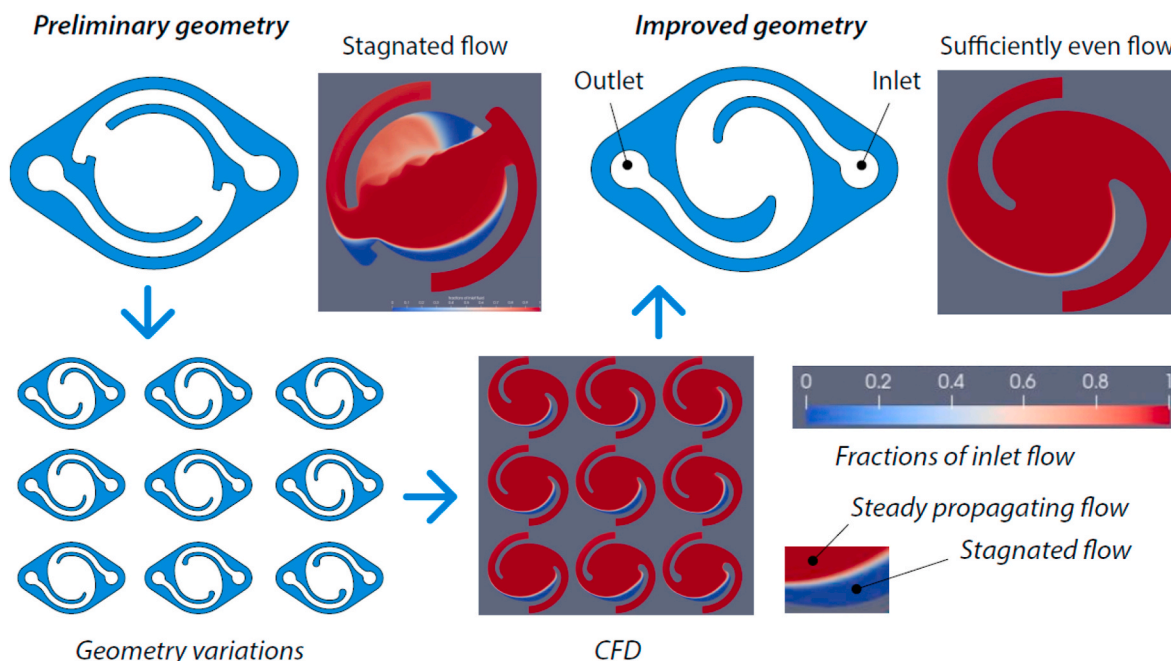 Preliminary geometry
Stagnated flow
Improved geometry
Sufficiently even flow
Outlet
Inlet
0 0.2 0.4 0.6 0.8 1
Fractions of inlet flow
Steady propagating flow
Stagnated flow
Geometry variations
CFD